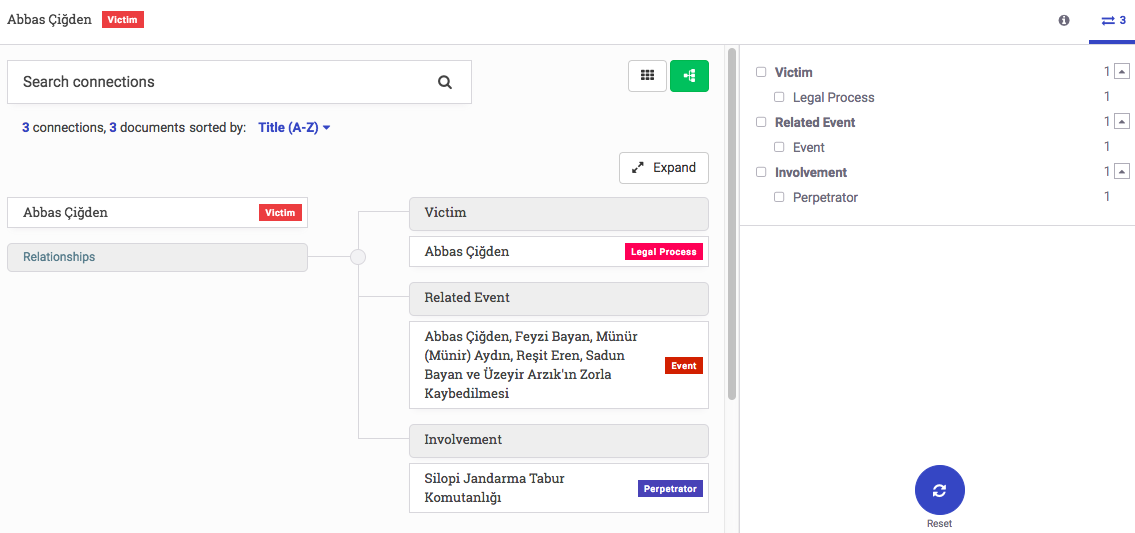 Abbas Çiğden Victim
3
Search connections
3 connections, 3 documents sorted by: Title (A-Z)
Expand
Abbas Çiğden Victim
Relationships
Victim
Abbas Çiğden Legal Process
Related Event
Abbas Çiğden, Feyzi Bayan, Münür
(Münir) Aydın, Reşit Eren, Sadun
Bayan ve Üzeyir Arzık'ın Zorla
Kaybedilmesi
Event
Involvement
Silopi Jandarma Tabur
Komutanlığı
Perpetrator
Victim 1
Legal Process 1
Related Event 1
Event 1
Involvement 1
Perpetrator 1
Reset